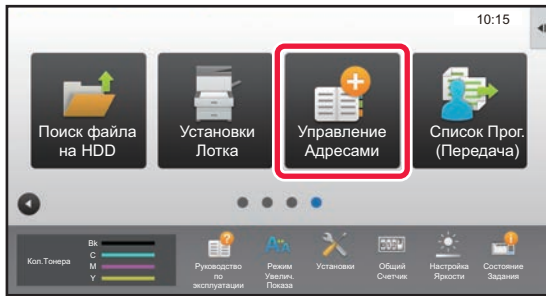 10:15
Поиск файла
на HDD
Установки
Лотка
Управление
Адресами
Список Прог.
(Передача)
Кол.Тонера
Bk
C
M
Y
Руководство
по
эксплуатации
Режим
Увелич.
Показа
Установки
Общий
Счетчик
Настройка
Яркости
Состояние
Задания